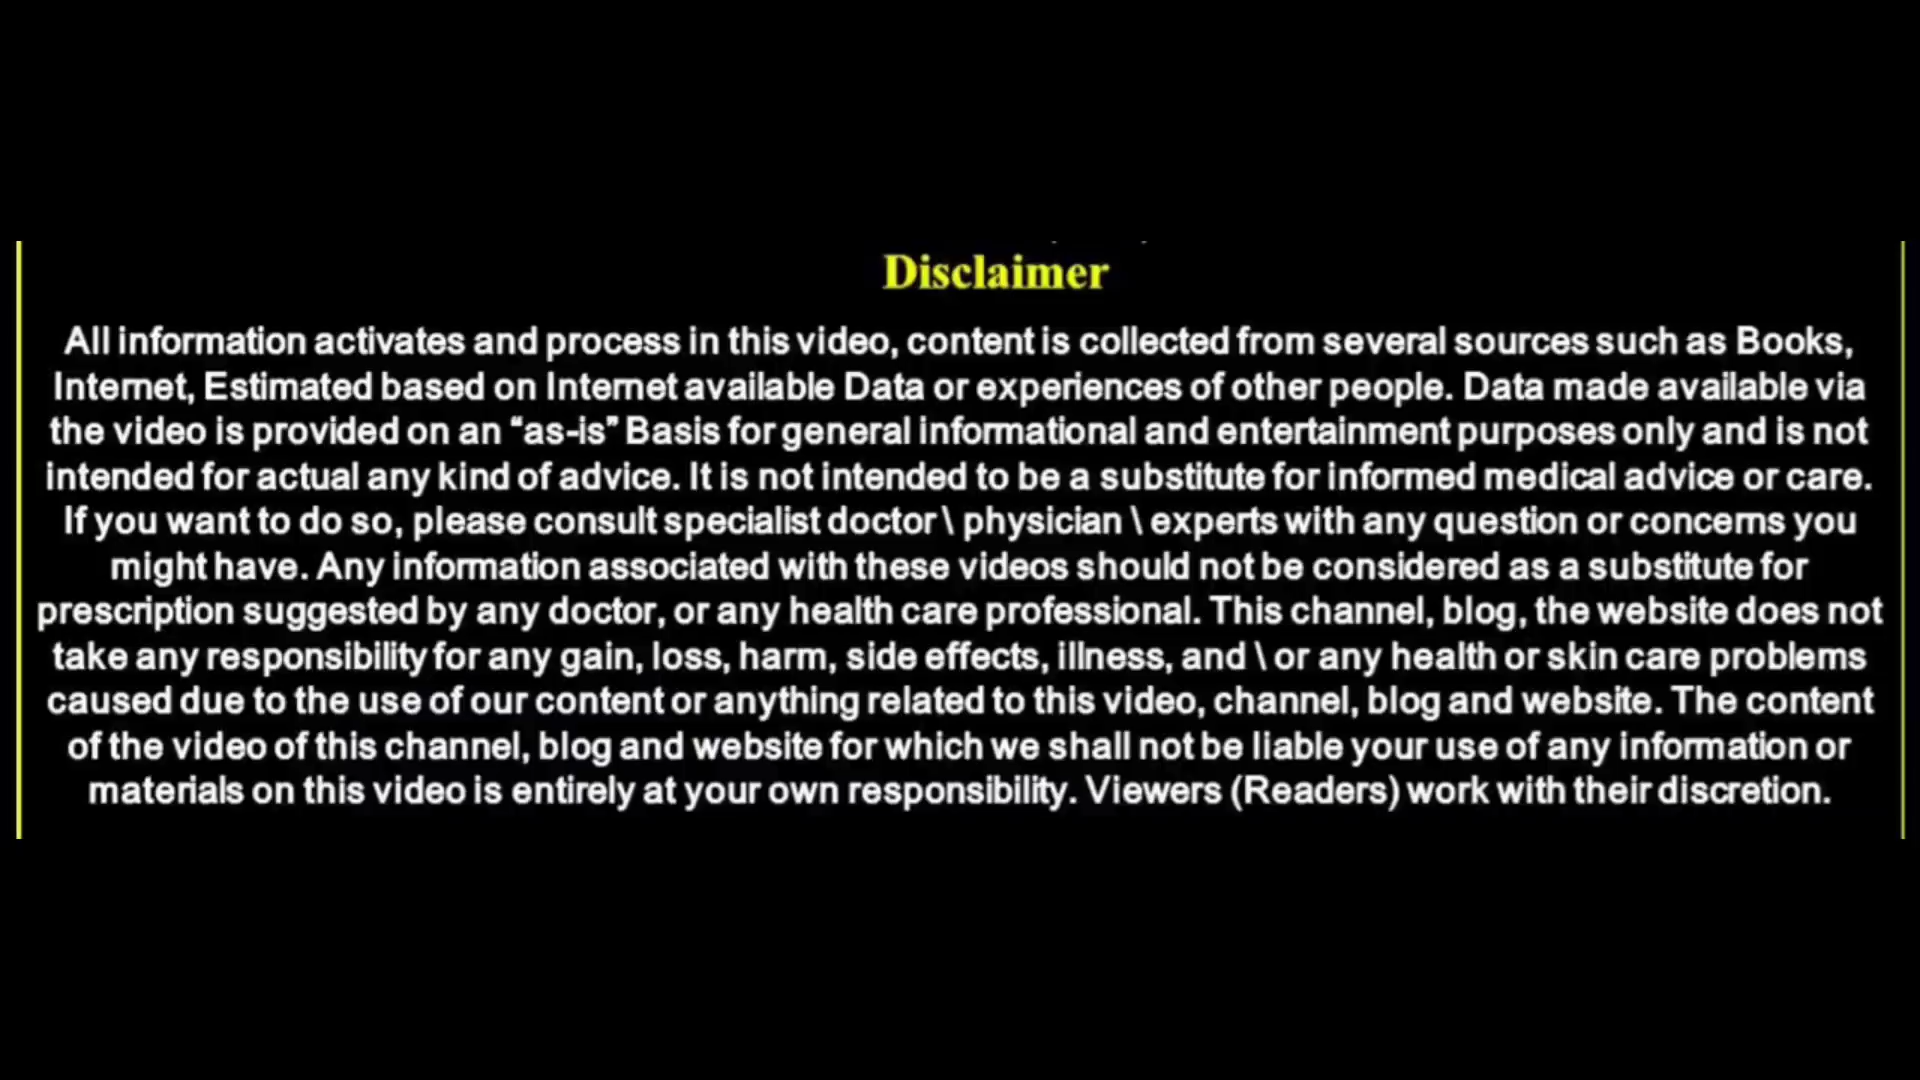 Disclaimer
All information activates and process in this video, content is collected from several sources such as Books,
Internet, Estimated based on Internet available Data or experiences of other people. Data made available via
the video is provided on an “as-is” Basis for general informational and entertainment purposes only and is not
intended for actual any kind of advice. It is not intended to be a substitute for informed medical advice or care.
If you want to do so, please consult specialist doctor \ physician \ experts with any question or concerns you
might have. Any information associated with these videos should not be considered as a substitute for
prescription suggested by any doctor, or any health care professional. This channel, blog, the website does not
take any responsibility for any gain, loss, harm, side effects, illness, and \ or any health or skin care problems
caused due to the use of our content or anything related to this video, channel, blog and website. The content
of the video of this channel, blog and website for which we shall not be liable your use of any information or
materials on this video is entirely at your own responsibility. Viewers (Readers) work with their discretion.